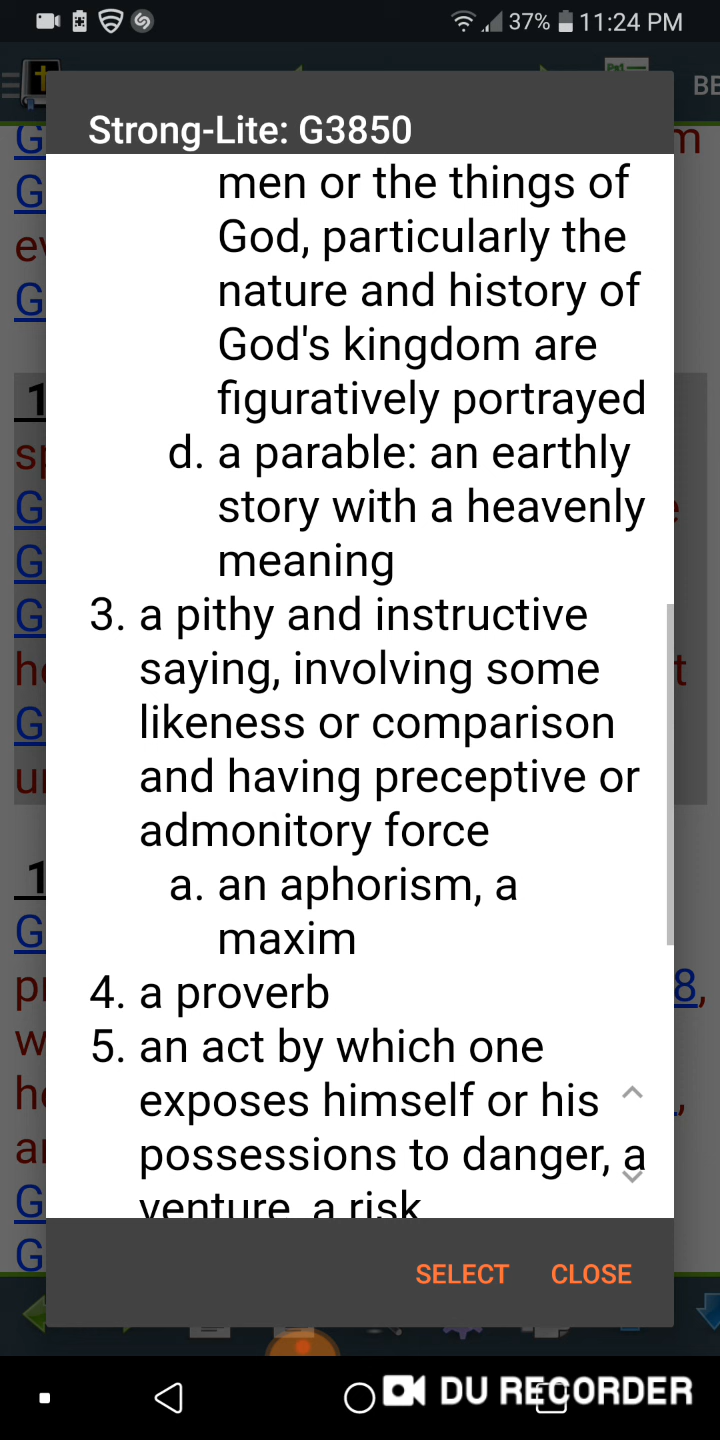 37% 11:24 PM
BE
Strong-Lite: G3850
men or the things of
God, particularly the
nature and history of
God's kingdom are
figuratively portrayed
d. a parable: an earthly
story with a heavenly
meaning
3. a pithy and instructive
saying, involving some
likeness or comparison
and having preceptive or
admonitory force
a. an aphorism, a
maxim
4. a proverb
5. an act by which one
exposes himself or his
possessions to danger, a
venture, a risk
SELECT CLOSE
DU RECORDER